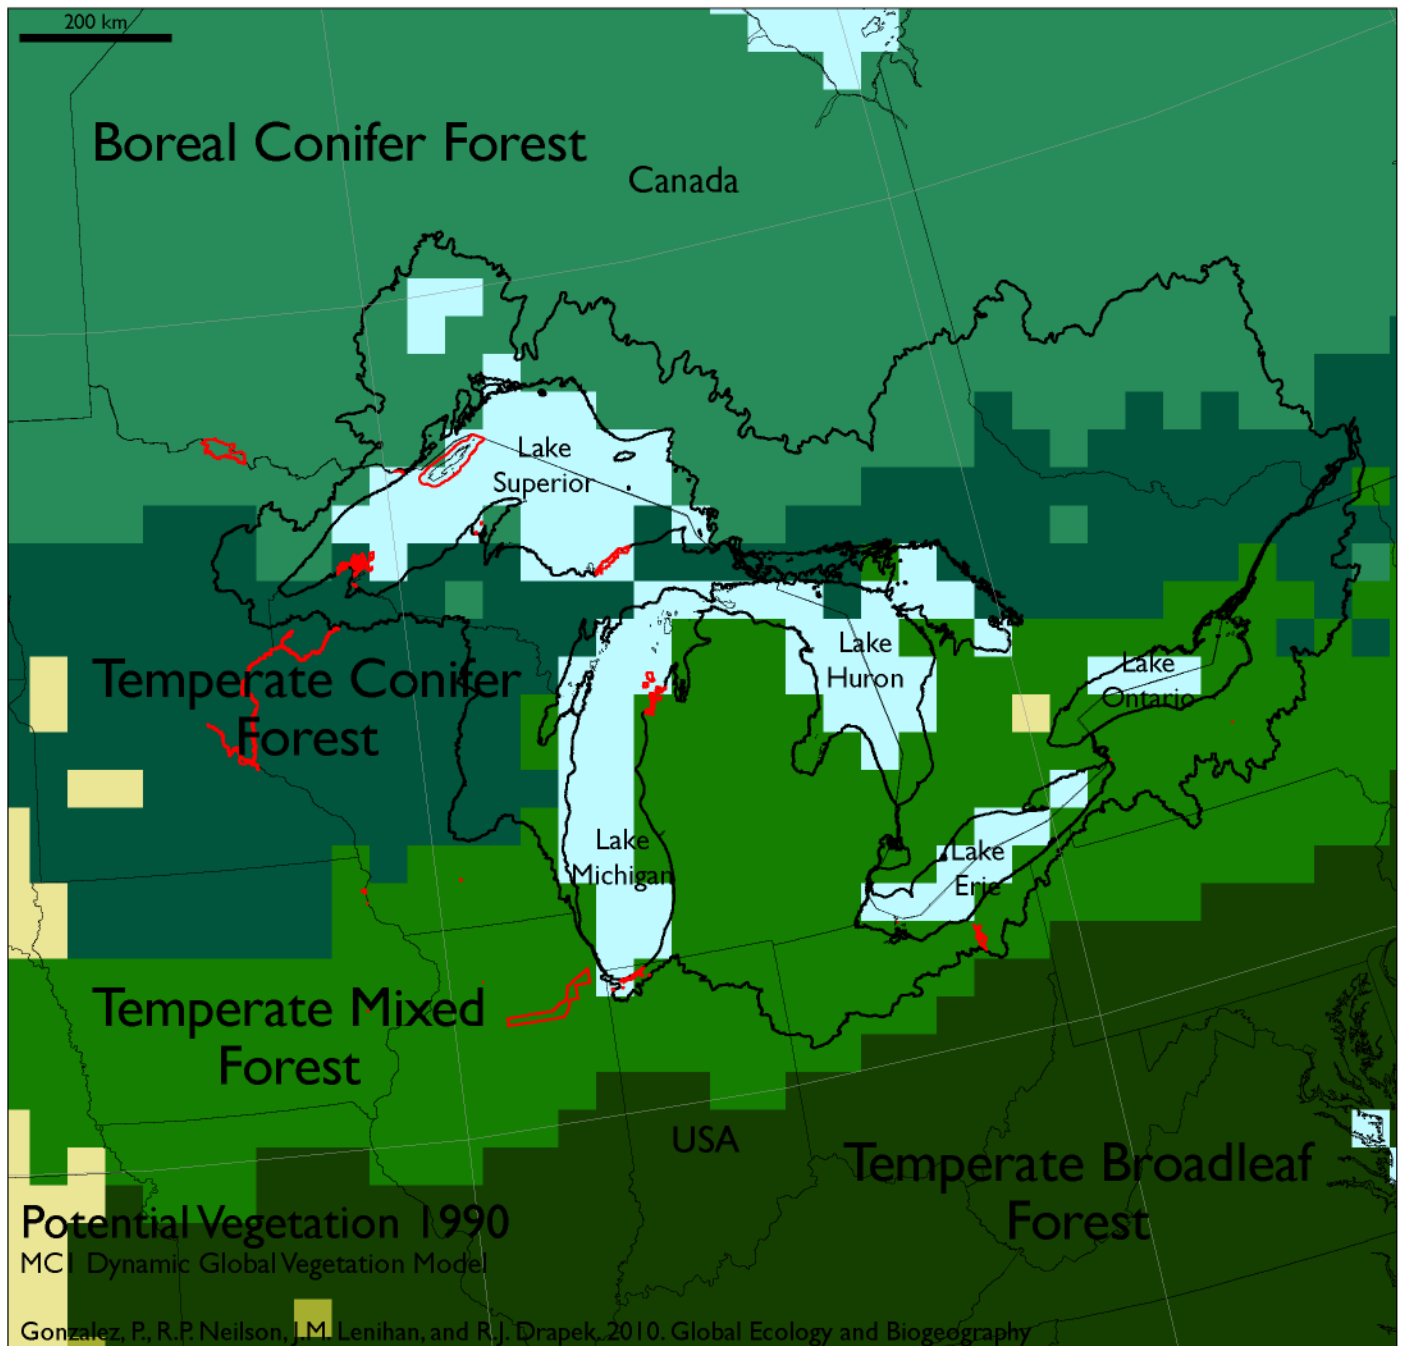 200 km
Boreal Conifer Forest
Canada
Lake
Superior
Lake
Huron
Lake
Ontario
Temperate Conifer
Forest
Lake
Michigan
Lake
Erie
Temperate Mixed
Forest
USA
Temperate Broadleaf
Forest
Potential Vegetation 1990
MC1 Dynamic Global Vegetation Model
Gonzalez, P., R.P. Neilson, J.M. Lenihan, and R.J. Drapek. 2010. Global Ecology and Biogeography